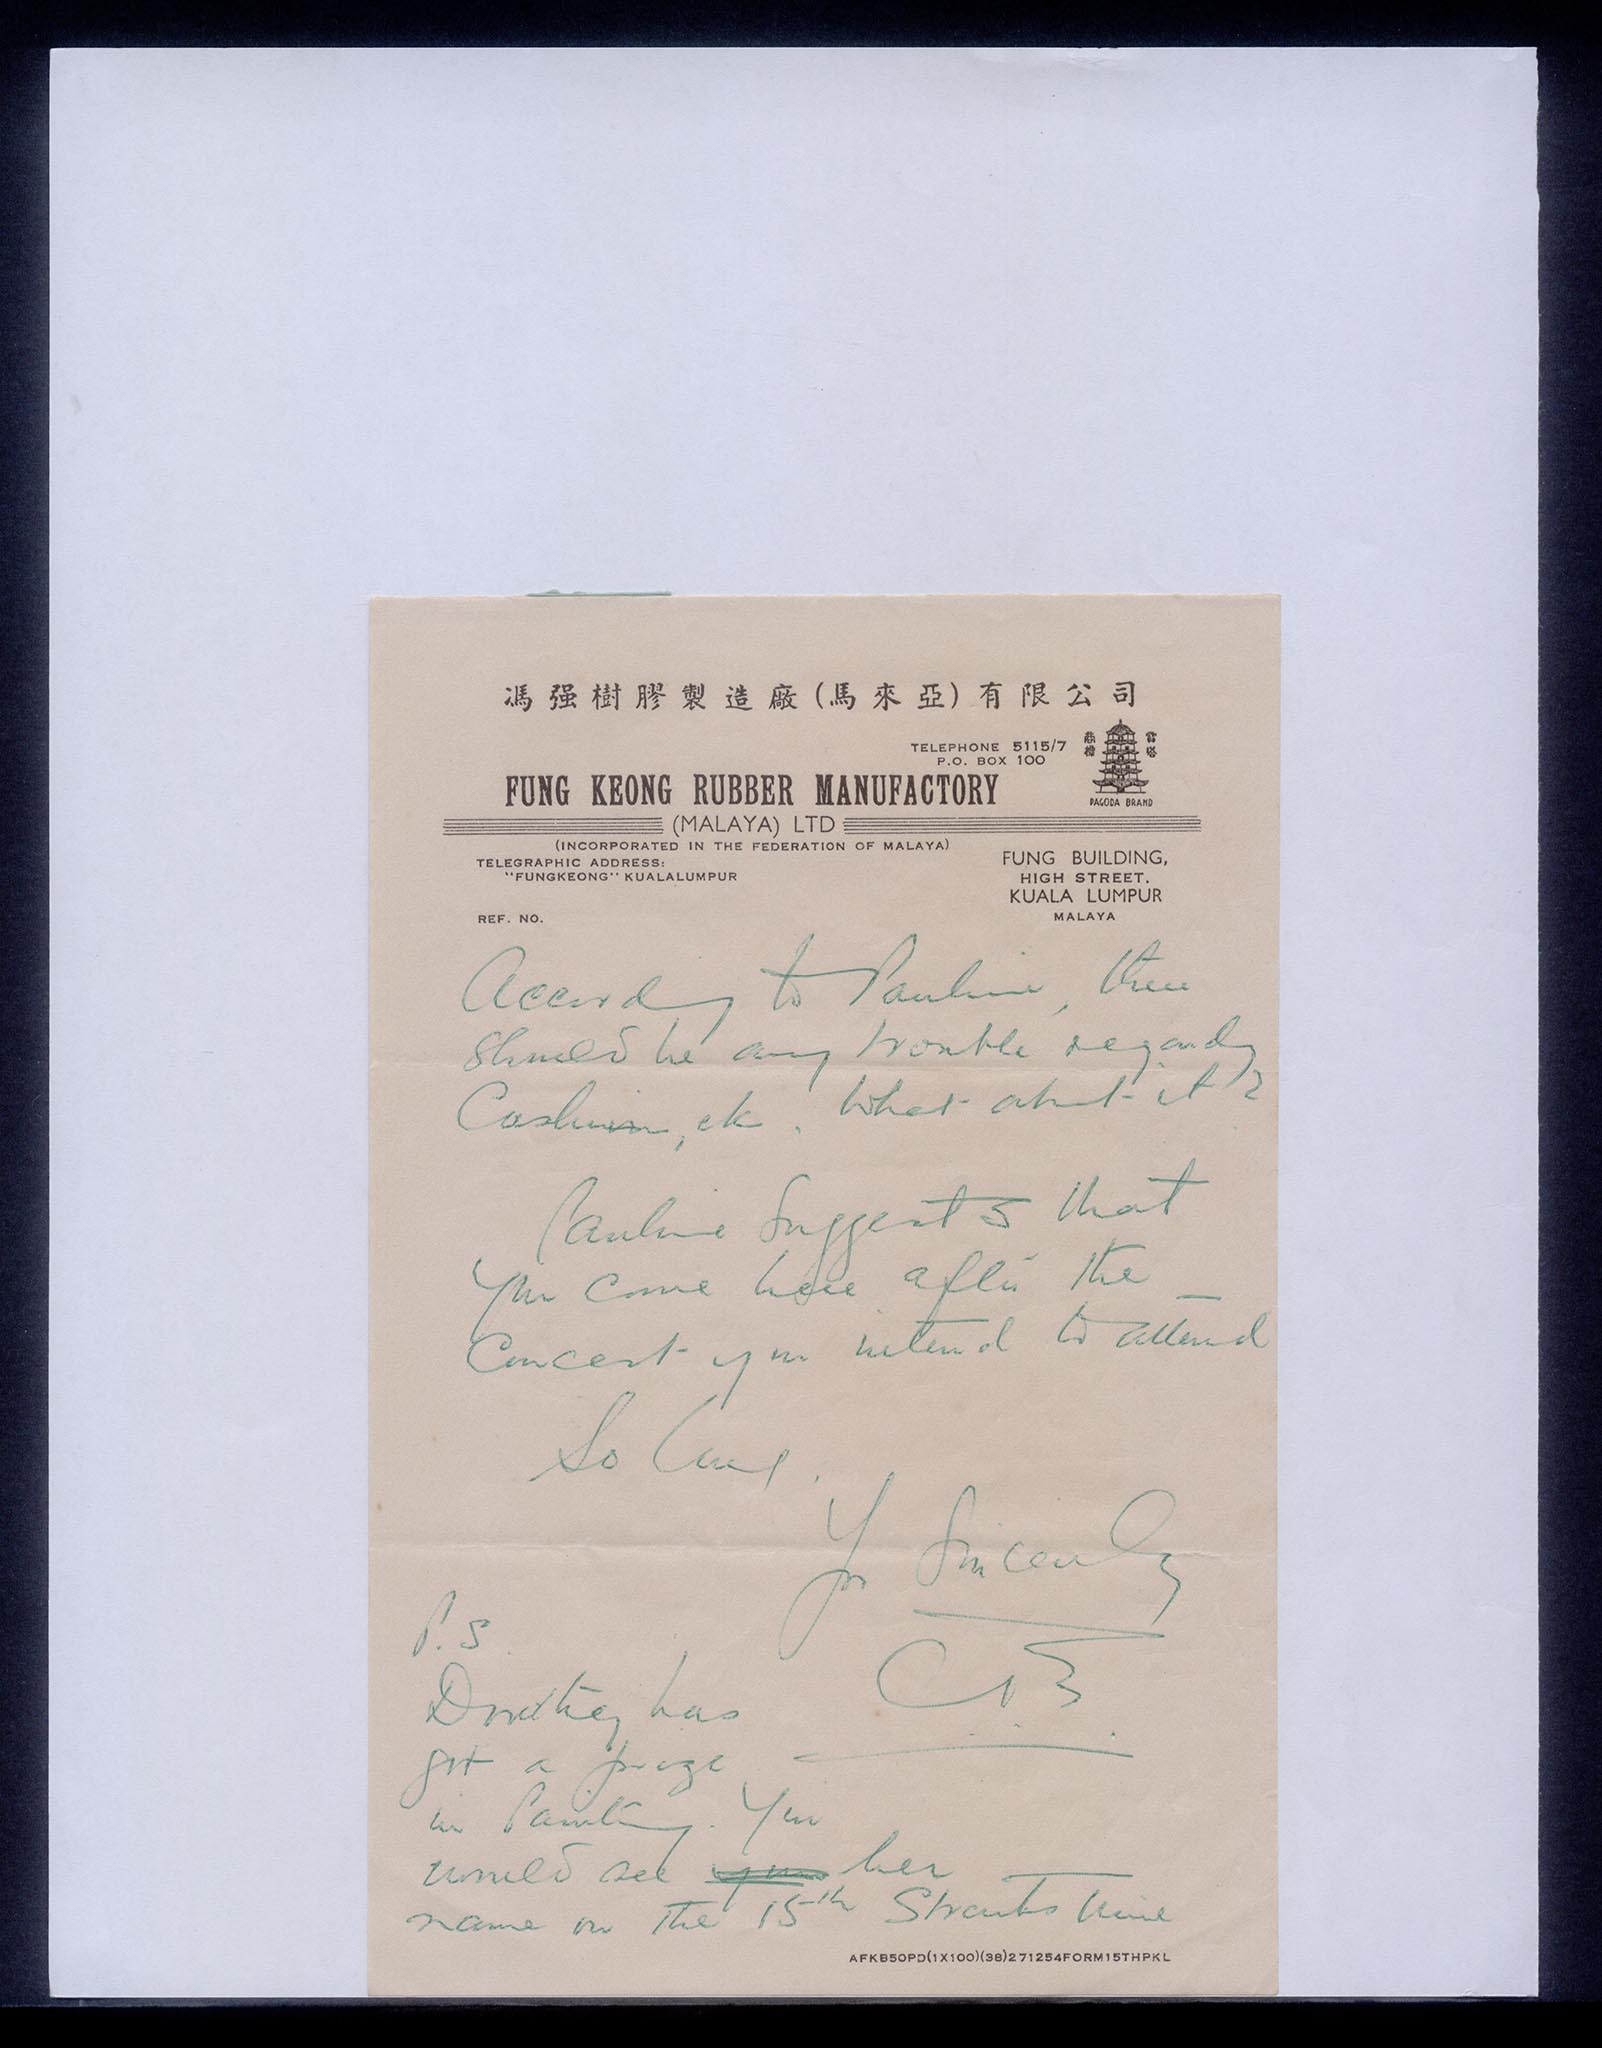 馮强樹膠製造廠(馬來亞)有限公司
TELEPHONE 5115/7
P.O. BOX 100
FUNG KEONG RUBBER MANUFACTORY
(MALAYA) LTD
(INCORPORATED IN THE FEDERATION OF MALAYA)
TELEGRAPHIC ADDRESS:
"FUNGKEONG" KUALALUMPUR
PAGODA BRAND
FUNG BUILDING,
HIGH STREET.
KUALA LUMPUR
MALAYA
REF. NO.
According to Pauline, there
should be any trouble regarding
etc. What about it?
Pauline suggests that
you come here after the
Concert you intend to attend
So long.
Yrs Sincerely
P.S.
Dorothy has
got a prize
in Painting. You
would see her
name on the 15th Straits Time
AFKB50PD(1X100)(38)271254FORM15THPKL